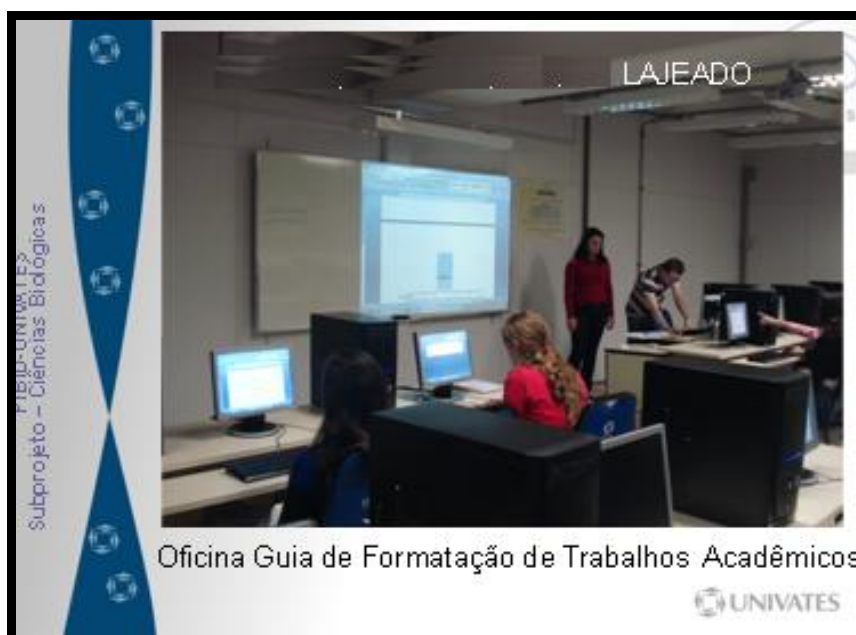 LAJEADO
PIBID-UNIVATES
Subprojeto – Ciências Biológicas
Oficina Guia de Formatação de Trabalhos Acadêmicos
UNIVATES